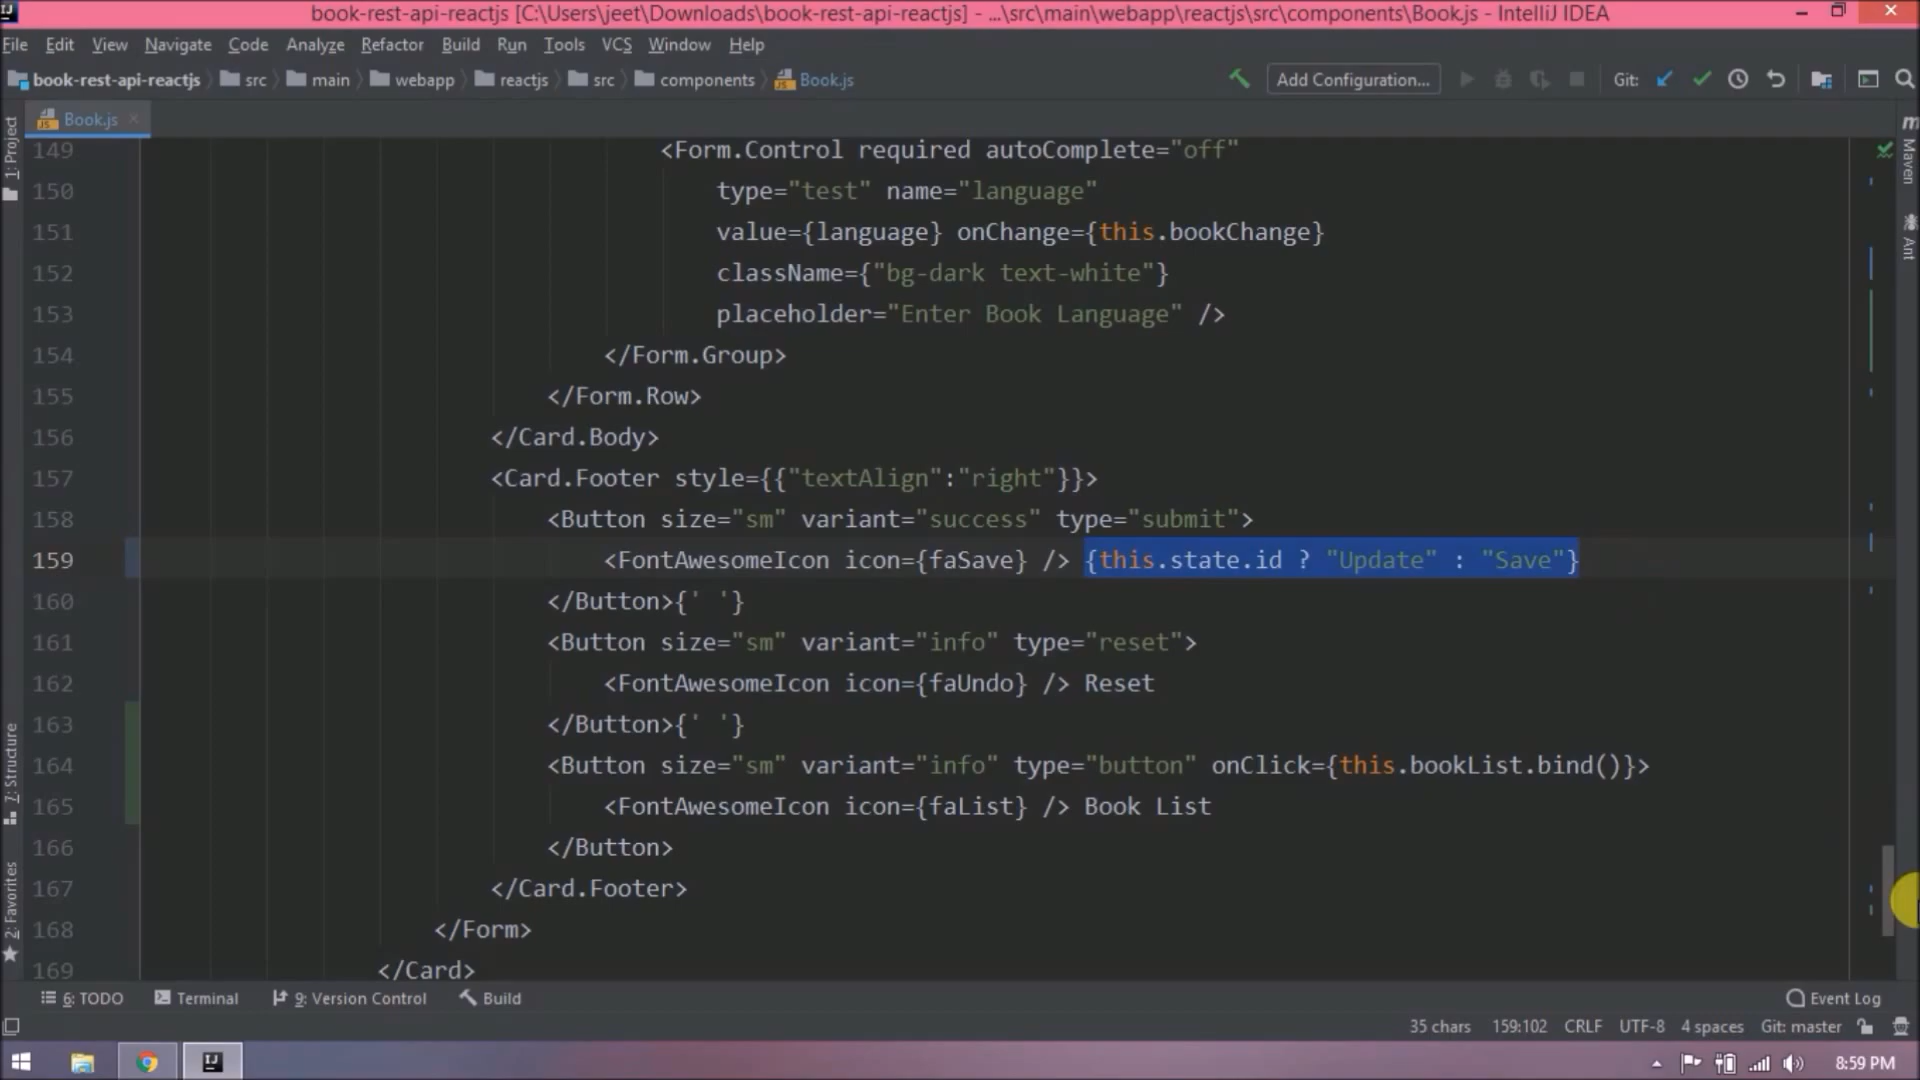 book-rest-api-reactjs [C:\Users\jeet\Downloads\book-rest-api-reactjs] - ...\src\main\webapp\reactjs\src\components\Book.js - IntelliJ IDEA
File Edit View Navigate Code Analyze Refactor Build Run Tools VCS Window Help
book-rest-api-reactjs src main webapp reactjs src components Book.js Add Configuration... Git:
Book.js
1: Project
7: Structure
2: Favorites
Maven
Ant
149 <Form.Control required autoComplete="off"
150 type="test" name="language"
151 value={language} onChange={this.bookChange}
152 className={"bg-dark text-white"}
153 placeholder="Enter Book Language" />
154 </Form.Group>
155 </Form.Row>
156 </Card.Body>
157 <Card.Footer style={{"textAlign":"right"}}>
158 <Button size="sm" variant="success" type="submit">
159 <FontAwesomeIcon icon={faSave} /> {this.state.id ? "Update" : "Save"}
160 </Button>{' '}
161 <Button size="sm" variant="info" type="reset">
162 <FontAwesomeIcon icon={faUndo} /> Reset
163 </Button>{' '}
164 <Button size="sm" variant="info" type="button" onClick={this.bookList.bind()}>
165 <FontAwesomeIcon icon={faList} /> Book List
166 </Button>
167 </Card.Footer>
168 </Form>
169 </Card>
6: TODO Terminal 9: Version Control Build Event Log
35 chars 159:102 CRLF UTF-8 4 spaces Git: master
8:59 PM